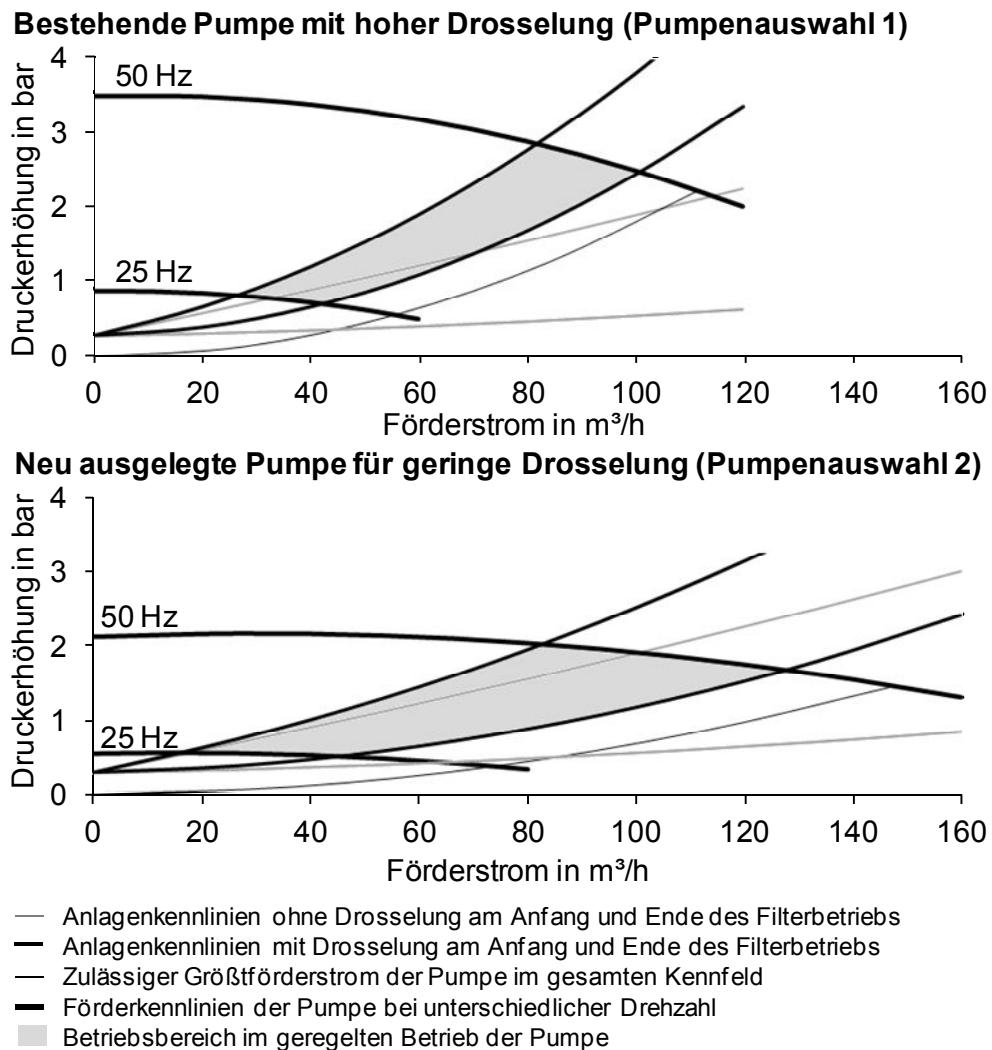 Bestehende Pumpe mit hoher Drosselung (Pumpenauswahl 1)
Druckerhöhung in bar
4
3
2
1
0
50 Hz
25 Hz
0 20 40 60 80 100 120 140 160
Förderstrom in m³/h
Neu ausgelegte Pumpe für geringe Drosselung (Pumpenauswahl 2)
Druckerhöhung in bar
4
3
2
1
0
50 Hz
25 Hz
0 20 40 60 80 100 120 140 160
Förderstrom in m³/h
Anlagenkennlinien ohne Drosselung am Anfang und Ende des Filterbetriebs
Anlagenkennlinien mit Drosselung am Anfang und Ende des Filterbetriebs
Zulässiger Größtförderstrom der Pumpe im gesamten Kennfeld
Förderkennlinien der Pumpe bei unterschiedlicher Drehzahl
Betriebsbereich im geregelten Betrieb der Pumpe